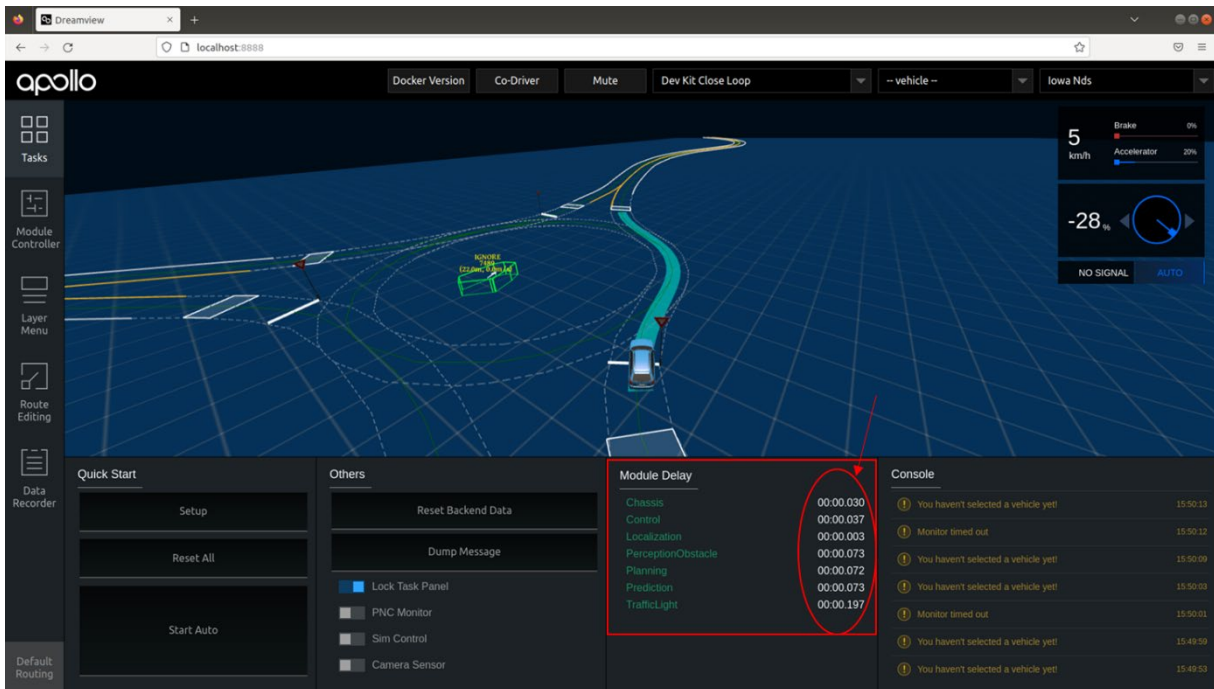 Dreamview
localhost:8888
apollo
Docker Version
Co-Driver
Mute
Dev Kit Close Loop
-- vehicle --
Iowa Nds
Tasks
Module
Controller
Layer
Menu
Route
Editing
Data
Recorder
Default
Routing
IGNORE
7480
5
km/h
Brake 0%
Accelerator 20%
-28 %
NO SIGNAL AUTO
Quick Start
Setup
Reset All
Start Auto
Others
Reset Backend Data
Dump Message
Lock Task Panel
PNC Monitor
Sim Control
Camera Sensor
Module Delay
Chassis 00:00.030
Control 00:00.037
Localization 00:00.003
PerceptionObstacle 00:00.073
Planning 00:00.072
Prediction 00:00.073
TrafficLight 00:00.197
Console
You haven't selected a vehicle yet! 15:50:13
Monitor timed out 15:50:12
You haven't selected a vehicle yet! 15:50:09
You haven't selected a vehicle yet! 15:50:03
Monitor timed out 15:50:01
You haven't selected a vehicle yet! 15:49:59
You haven't selected a vehicle yet! 15:49:53